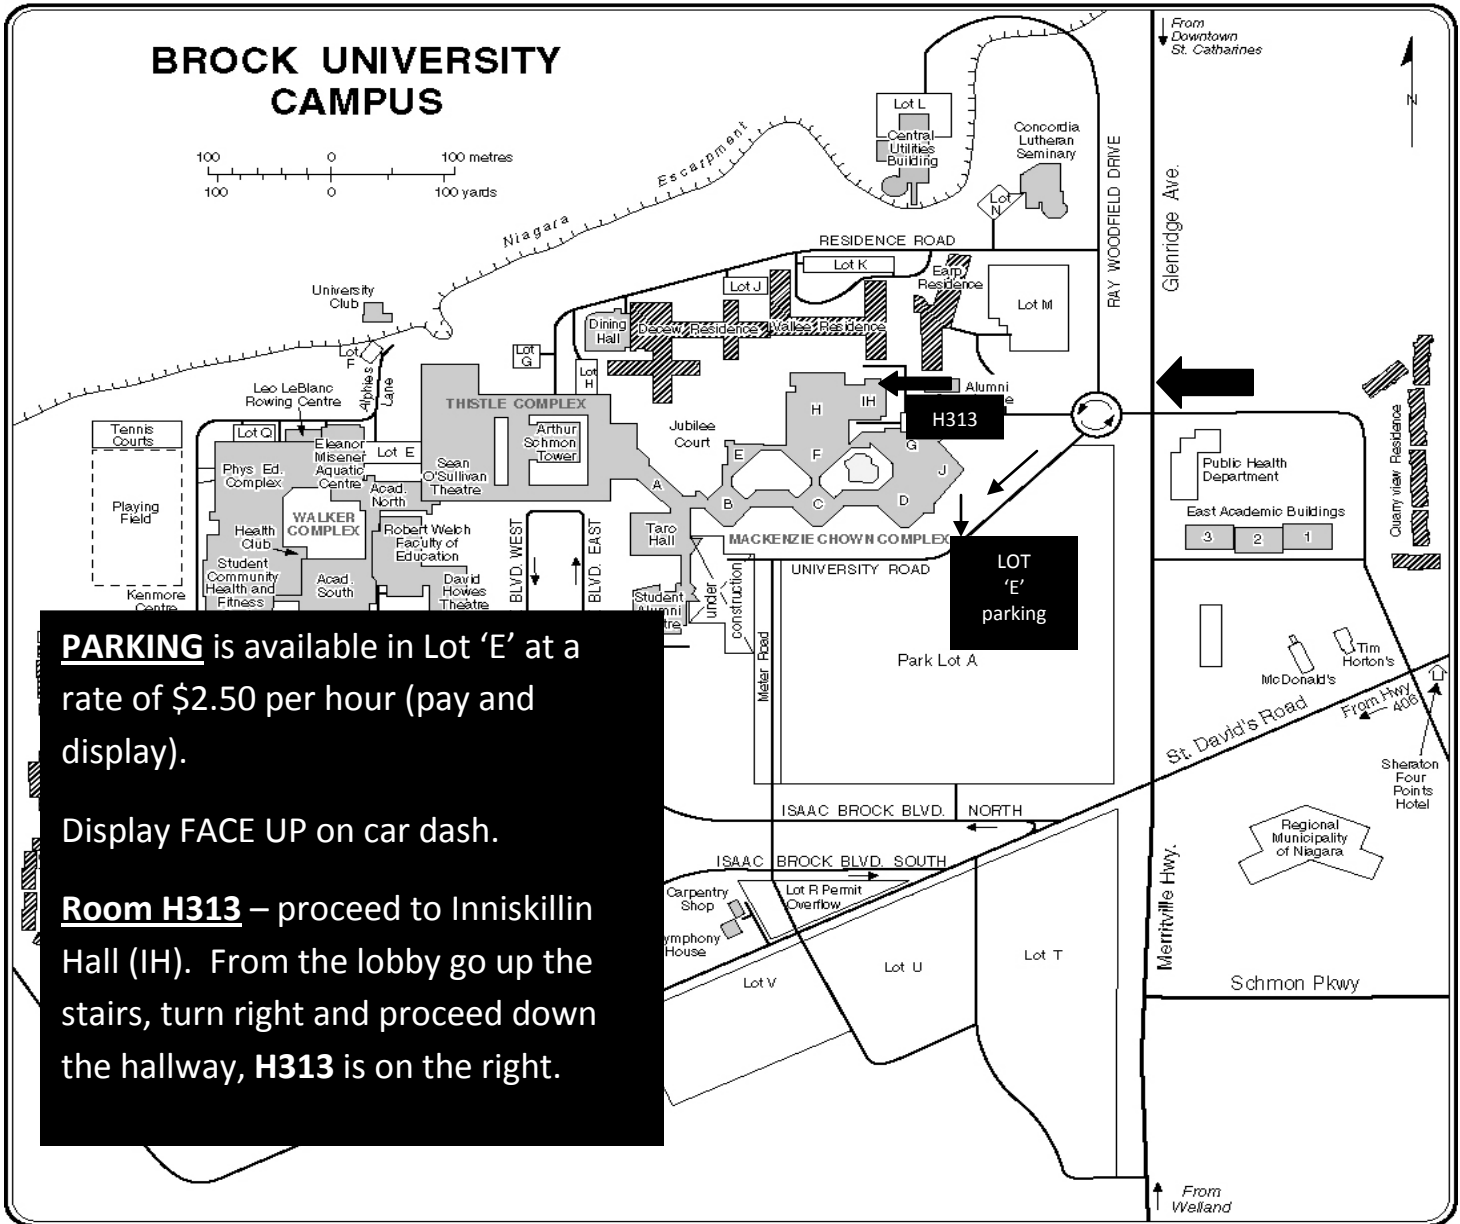 BROCK UNIVERSITY
CAMPUS
100 0 100 metres
100 0 100 yards
From
Downtown
St. Catharines
N
Niagara Escarpment
Lot L
Central
Utilities
Building
Concordia
Lutheran
Seminary
Lot
N
RAY WOODFIELD DRIVE
Glenridge Ave.
RESIDENCE ROAD
Lot K
Earp
Residence
Lot J
Lot M
University
Club
Dining
Hall
Decew Residence
Vallee Residence
Lot
F
Alphie's
Lane
Lot
G
Lot
H
Leo LeBlanc
Rowing Centre
THISTLE COMPLEX
Jubilee
Court
H
IH
Alumni
H313
Tennis
Courts
Lot Q
Eleanor
Misener
Aquatic
Centre
Lot E
Arthur
Schmon
Tower
Sean
O'Sullivan
Theatre
Phys. Ed.
Complex
Acad.
North
Playing
Field
WALKER
COMPLEX
Health
Club
Robert Welch
Faculty of
Education
Student
Community
Health and
Fitness
Acad.
South
David
Howes
Theatre
Kenmore
Centre
A
B
C
D
E
F
G
J
Taro
Hall
MACKENZIE CHOWN COMPLEX
UNIVERSITY ROAD
BLVD. WEST
BLVD. EAST
Student
Alumni
tre
under
construction
Meter Road
LOT
‘E’
parking
Park Lot A
Public Health
Department
East Academic Buildings
3 2 1
Quarryview Residence
McDonald's
Tim
Horton's
St. David's Road
From Hwy
406
Sheraton
Four
Points
Hotel
PARKING is available in Lot ‘E’ at a
rate of $2.50 per hour (pay and
display).
Display FACE UP on car dash.
Room H313 – proceed to Inniskillin
Hall (IH). From the lobby go up the
stairs, turn right and proceed down
the hallway, H313 is on the right.
ISAAC BROCK BLVD. NORTH
ISAAC BROCK BLVD. SOUTH
Carpentry
Shop
ymphony
House
Lot R Permit
Overflow
Lot V
Lot U
Lot T
Merrittville Hwy.
Regional
Municipality
of Niagara
Schmon Pkwy
From
Welland